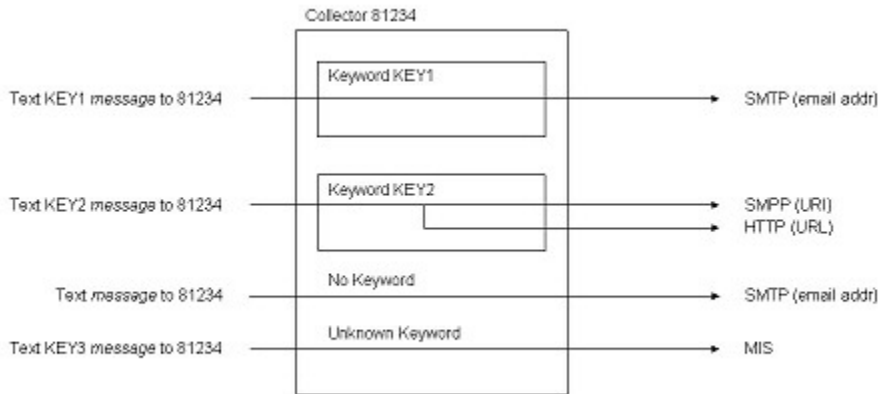 Collector 81234
Keyword KEY1
Text KEY1 message to 81234
SMTP (email addr)
Keyword KEY2
Text KEY2 message to 81234
SMPP (URI)
HTTP (URL)
No Keyword
Text message to 81234
SMTP (email addr)
Unknown Keyword
Text KEY3 message to 81234
MIS